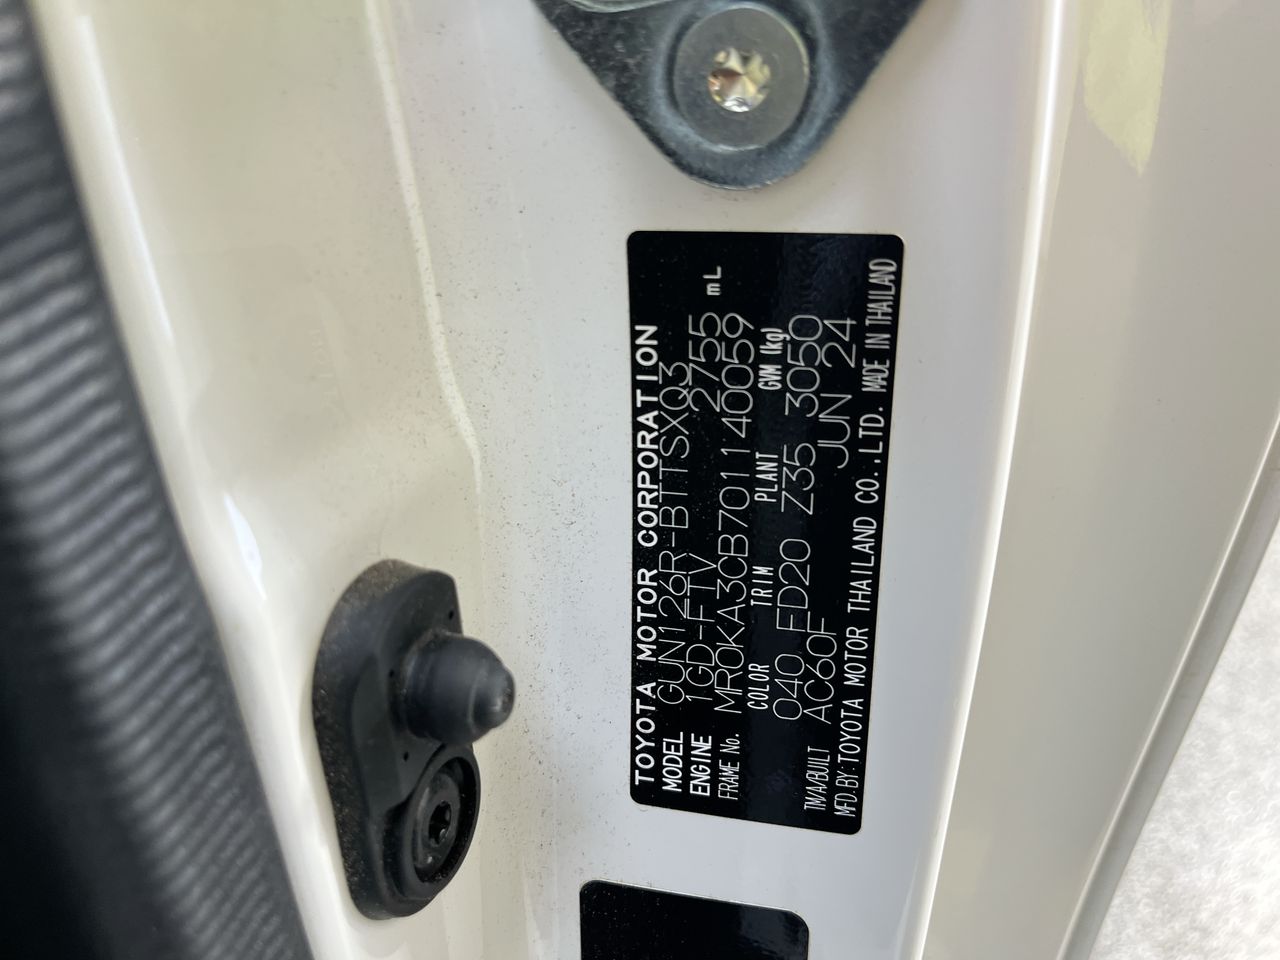 TOYOTA MOTOR CORPORATION
MODEL GUN126R-BTTSXQ3
ENGINE 1GD-FTV 2755 mL
FRAME No. MR0KA3CB701140059
COLOR TRIM PLANT GVM (kg)
040 FD20 Z35 3050
TM/A/BUILT AC60F JUN 24
MFD.BY:TOYOTA MOTOR THAILAND CO.,LTD. MADE IN THAILAND